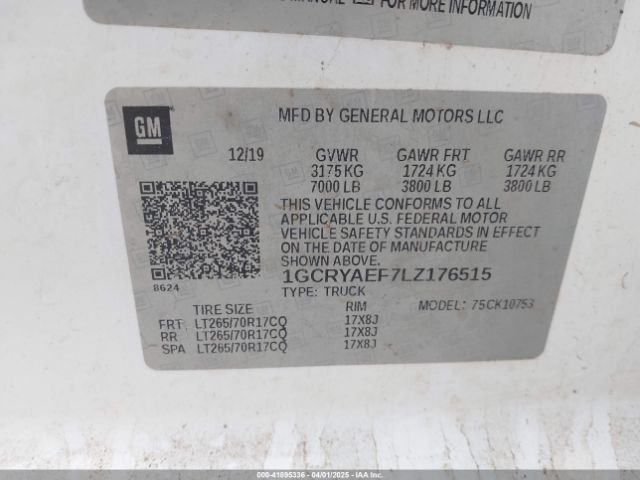 FOR MORE INFORMATION
GM
MFD BY GENERAL MOTORS LLC
12/19 GVWR GAWR FRT GAWR RR
3175 KG 1724 KG 1724 KG
7000 LB 3800 LB 3800 LB
THIS VEHICLE CONFORMS TO ALL
APPLICABLE U.S. FEDERAL MOTOR
VEHICLE SAFETY STANDARDS IN EFFECT
ON THE DATE OF MANUFACTURE
SHOWN ABOVE.
1GCRYAEF7LZ176515
8624
TYPE: TRUCK
TIRE SIZE RIM MODEL: 75CK10753
FRT LT265/70R17CQ 17X8J
RR LT265/70R17CQ 17X8J
SPA LT265/70R17CQ 17X8J
000-41895336 - 04/01/2025 - IAAI.com